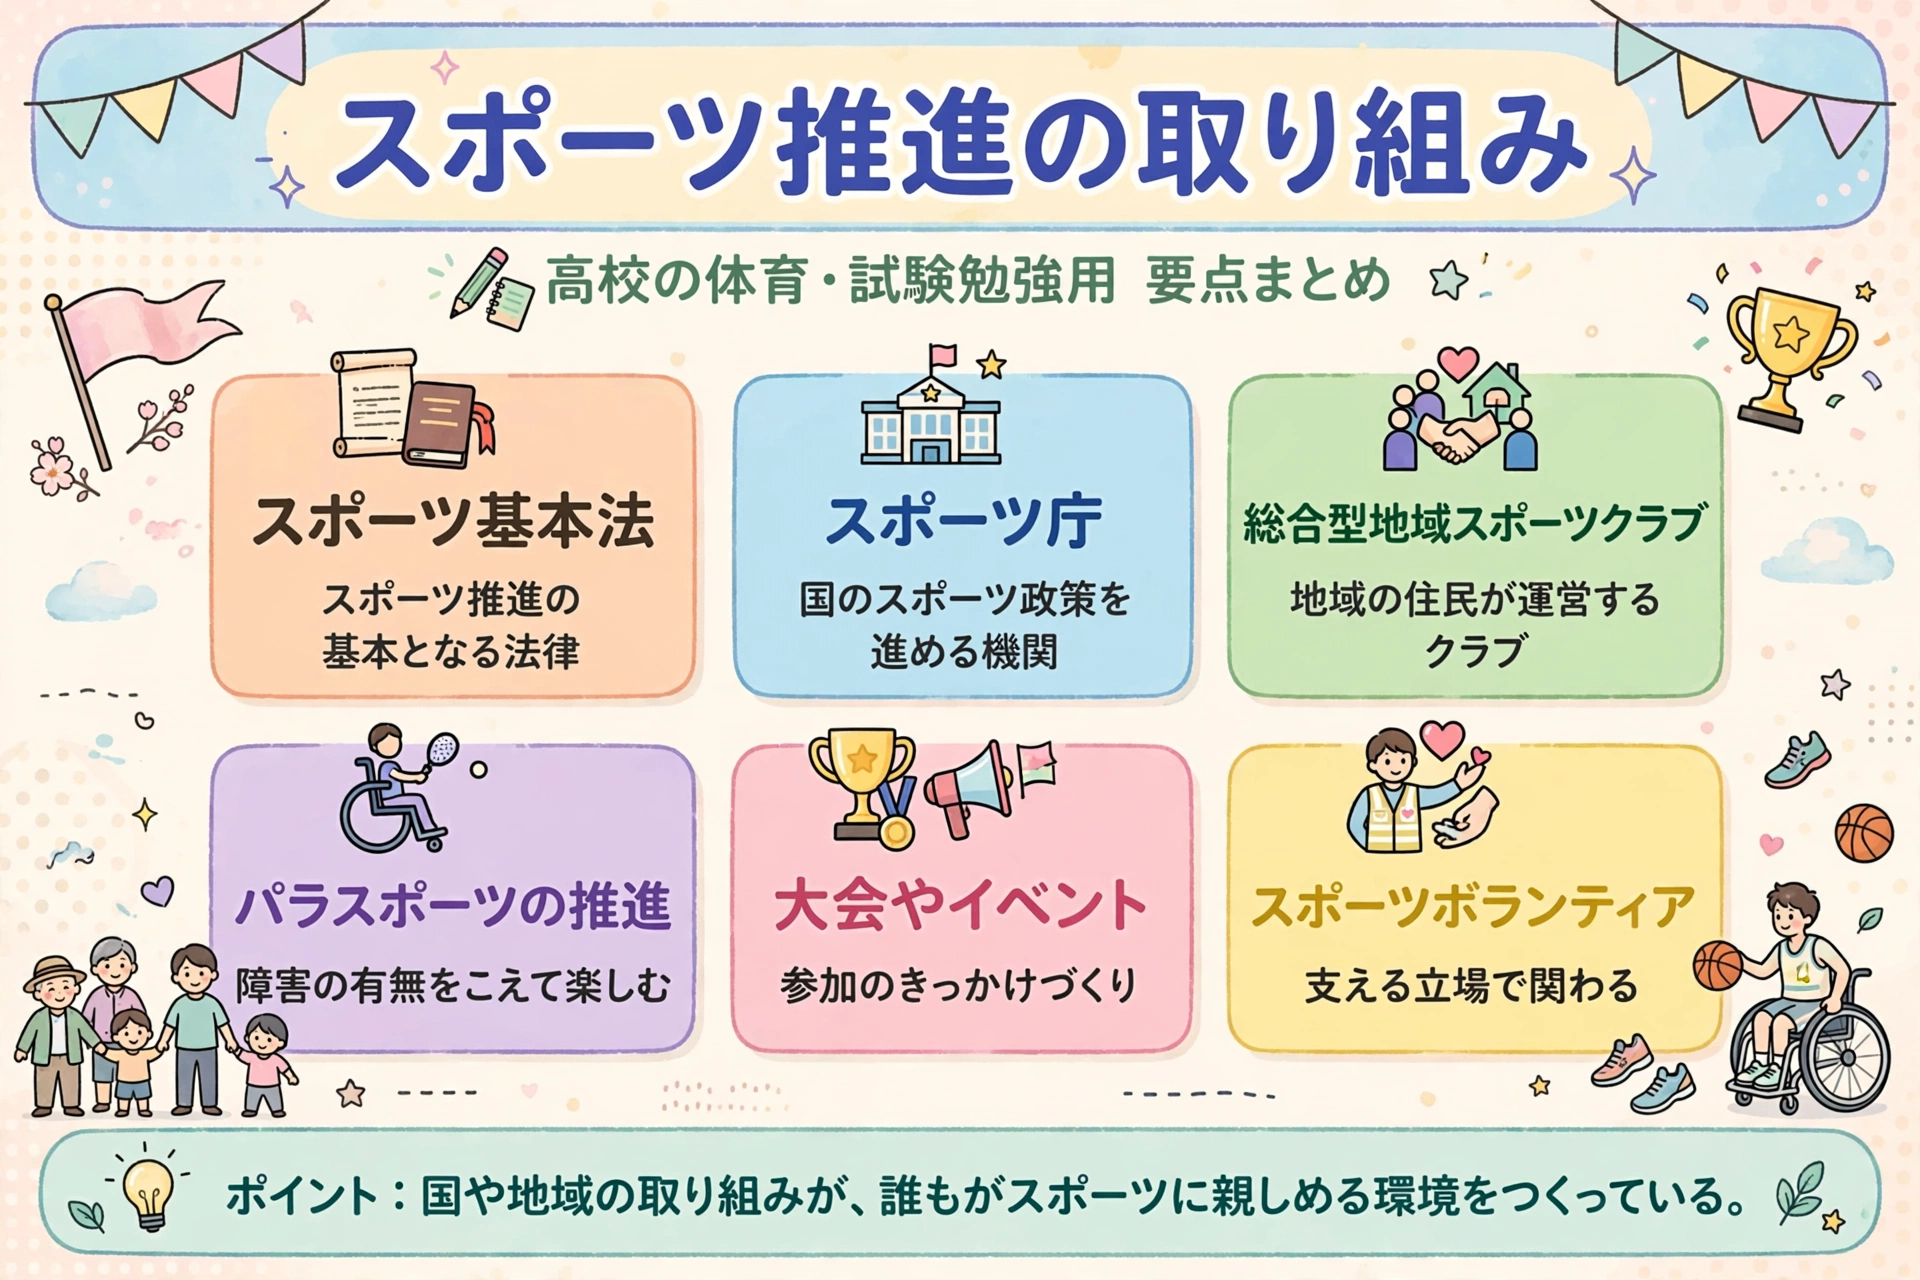 スポーツ推進の取り組み
高校の体育・試験勉強用 要点まとめ
スポーツ基本法
スポーツ推進の
基本となる法律
スポーツ庁
国のスポーツ政策を
進める機関
総合型地域スポーツクラブ
地域の住民が運営する
クラブ
パラスポーツの推進
障害の有無をこえて楽しむ
大会やイベント
参加のきっかけづくり
スポーツボランティア
支える立場で関わる
ポイント：国や地域の取り組みが、誰もがスポーツに親しめる環境をつくっている。